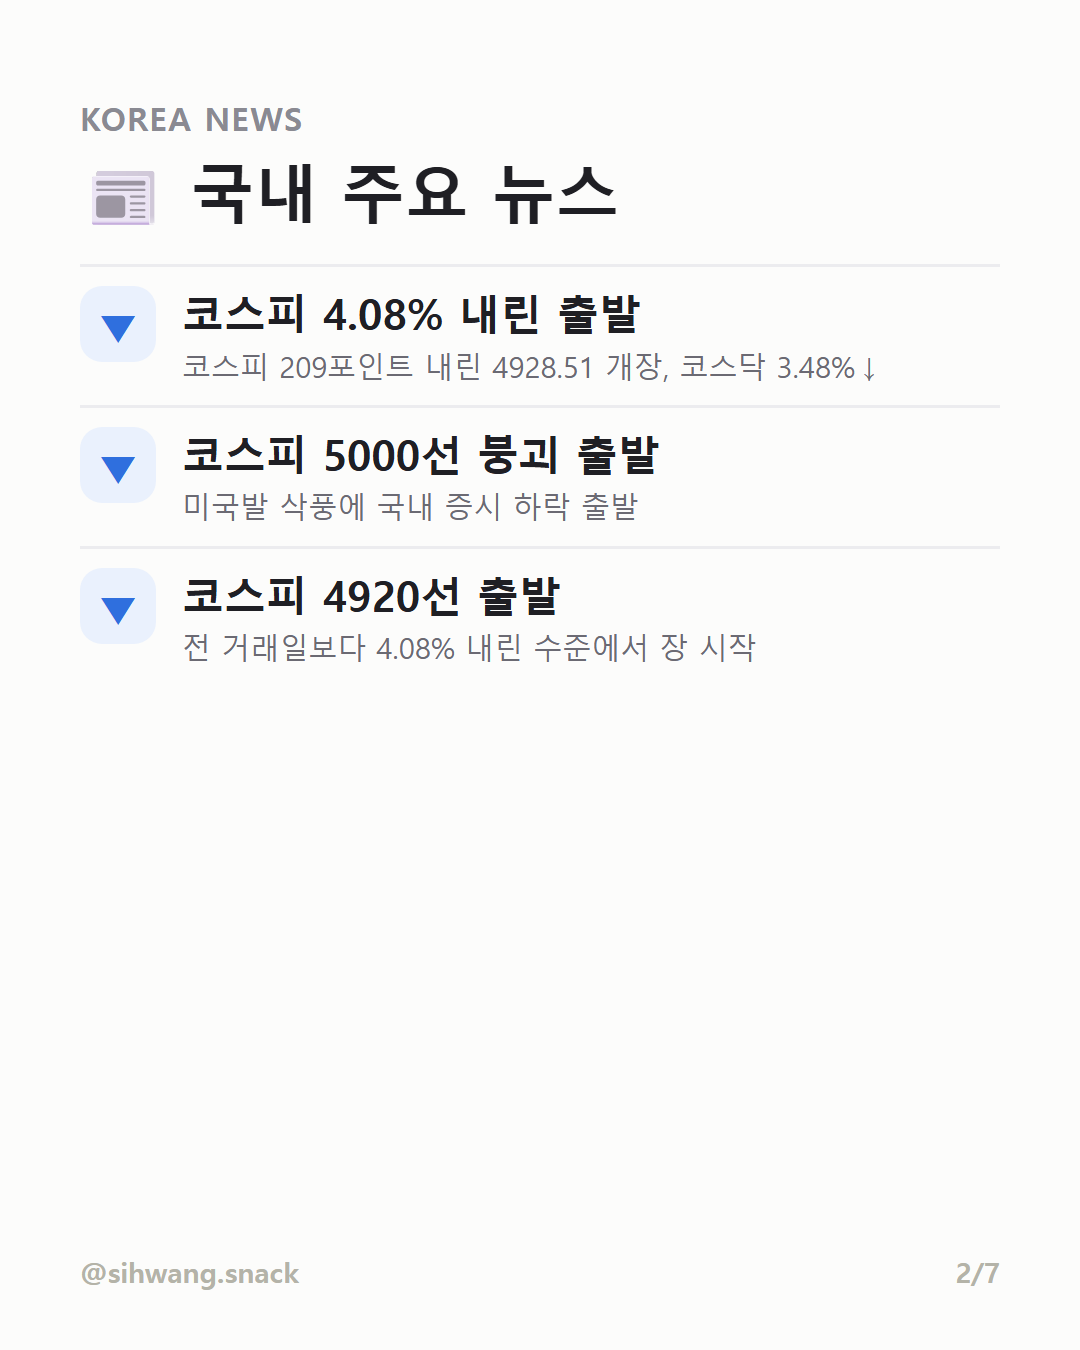 KOREA NEWS
국내 주요 뉴스
코스피 4.08% 내린 출발
코스피 209포인트 내린 4928.51 개장, 코스닥 3.48%↓
코스피 5000선 붕괴 출발
미국발 삭풍에 국내 증시 하락 출발
코스피 4920선 출발
전 거래일보다 4.08% 내린 수준에서 장 시작
@sihwang.snack
2/7